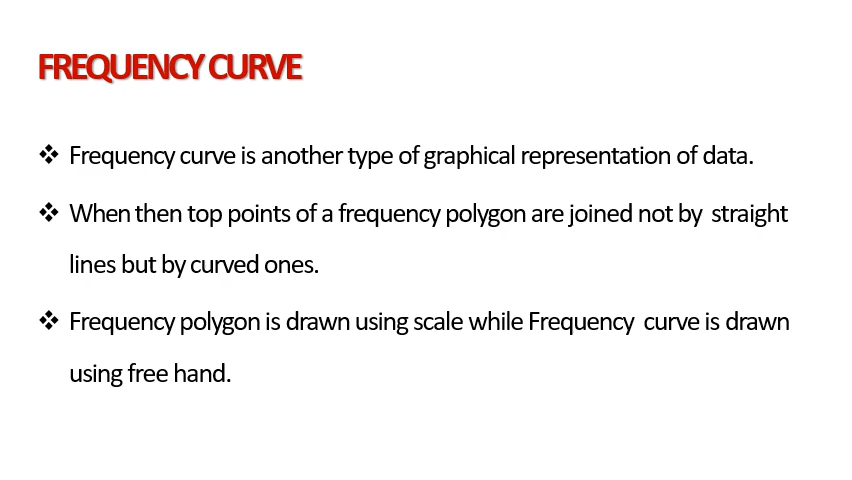 FREQUENCY CURVE
❖ Frequency curve is another type of graphical representation of data.
❖ When then top points of a frequency polygon are joined not by straight
lines but by curved ones.
❖ Frequency polygon is drawn using scale while Frequency curve is drawn
using free hand.